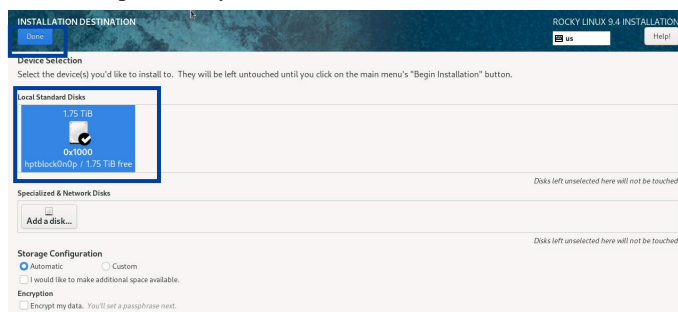 INSTALLATION DESTINATION
ROCKY LINUX 9.4 INSTALLATION
Done
us
Help!
Device Selection
Select the device(s) you'd like to install to. They will be left untouched until you click on the main menu's "Begin Installation" button.
Local Standard Disks
1.75 TiB
0x1000
hptblock0n0p / 1.75 TiB free
Disks left unselected here will not be touched
Specialized & Network Disks
Add a disk...
Disks left unselected here will not be touched
Storage Configuration
Automatic
Custom
I would like to make additional space available.
Encryption
Encrypt my data. You'll set a passphrase next.